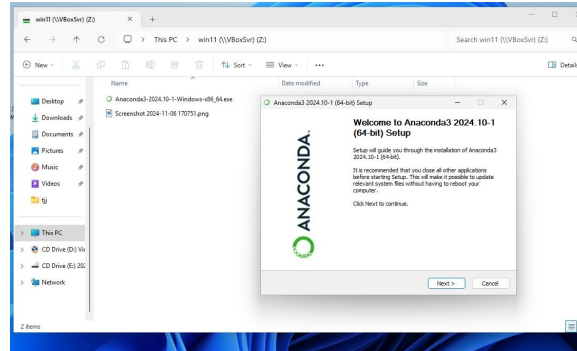 win11 (\\VBoxSvr) (Z:)
This PC > win11 (\\VBoxSvr) (Z:)
Search win11 (\\VBoxSvr) (Z:)
New
Sort
View
Details
Name
Date modified
Type
Size
Desktop
Downloads
Documents
Pictures
Music
Videos
tjj
This PC
CD Drive (D:) Vir
CD Drive (E:) 202
Network
Anaconda3-2024.10-1-Windows-x86_64.exe
Screenshot 2024-11-06 170751.png
Anaconda3 2024.10-1 (64-bit) Setup
ANACONDA.
Welcome to Anaconda3 2024.10-1
(64-bit) Setup
Setup will guide you through the installation of Anaconda3
2024.10-1 (64-bit).
It is recommended that you close all other applications
before starting Setup. This will make it possible to update
relevant system files without having to reboot your
computer.
Click Next to continue.
Next >
Cancel
2 items